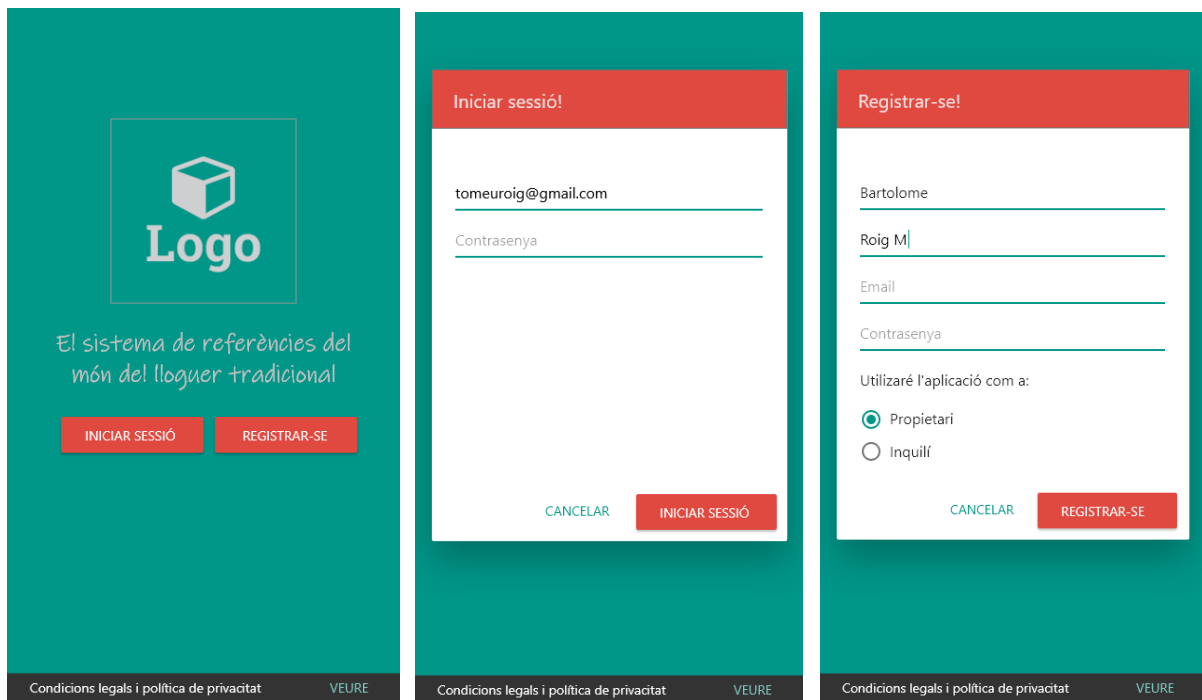 Logo
El sistema de referències del
món del lloguer tradicional
INICIAR SESSIÓ
REGISTRAR-SE
Condicions legals i política de privacitat
VEURE
Iniciar sessió!
tomeuroig@gmail.com
Contrasenya
CANCELAR
INICIAR SESSIÓ
Condicions legals i política de privacitat
VEURE
Registrar-se!
Bartolome
Roig M
Email
Contrasenya
Utilizaré l'aplicació com a:
Propietari
Inquilí
CANCELAR
REGISTRAR-SE
Condicions legals i política de privacitat
VEURE